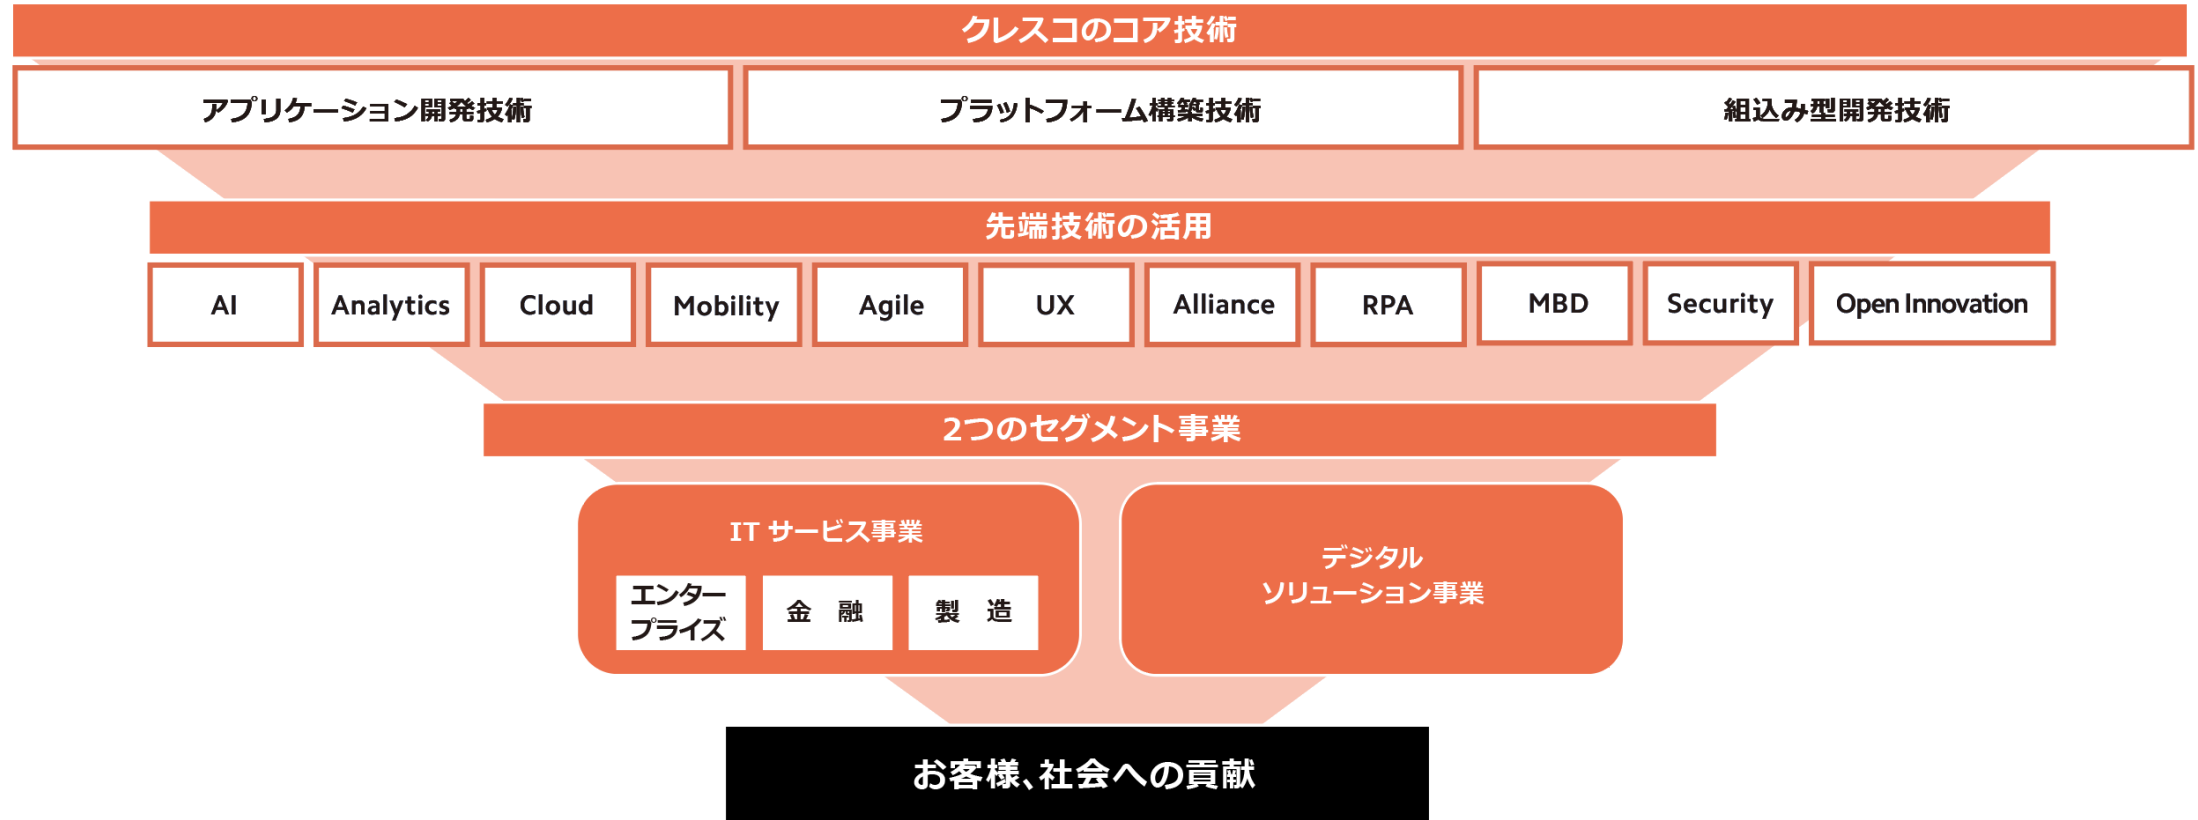 クレスコのコア技術
アプリケーション開発技術
プラットフォーム構築技術
組込み型開発技術
先端技術の活用
AI
Analytics
Cloud
Mobility
Agile
UX
Alliance
RPA
MBD
Security
Open Innovation
2つのセグメント事業
IT サービス事業
エンター
プライズ
金　融
製　造
デジタル
ソリューション事業
お客様、社会への貢献